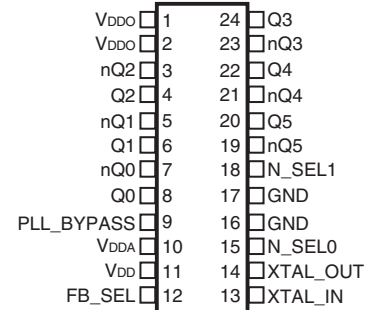 VDDO 1 24 Q3
VDDO 2 23 nQ3
nQ2 3 22 Q4
Q2 4 21 nQ4
nQ1 5 20 Q5
Q1 6 19 nQ5
nQ0 7 18 N_SEL1
Q0 8 17 GND
PLL_BYPASS 9 16 GND
VDDA 10 15 N_SEL0
VDD 11 14 XTAL_OUT
FB_SEL 12 13 XTAL_IN